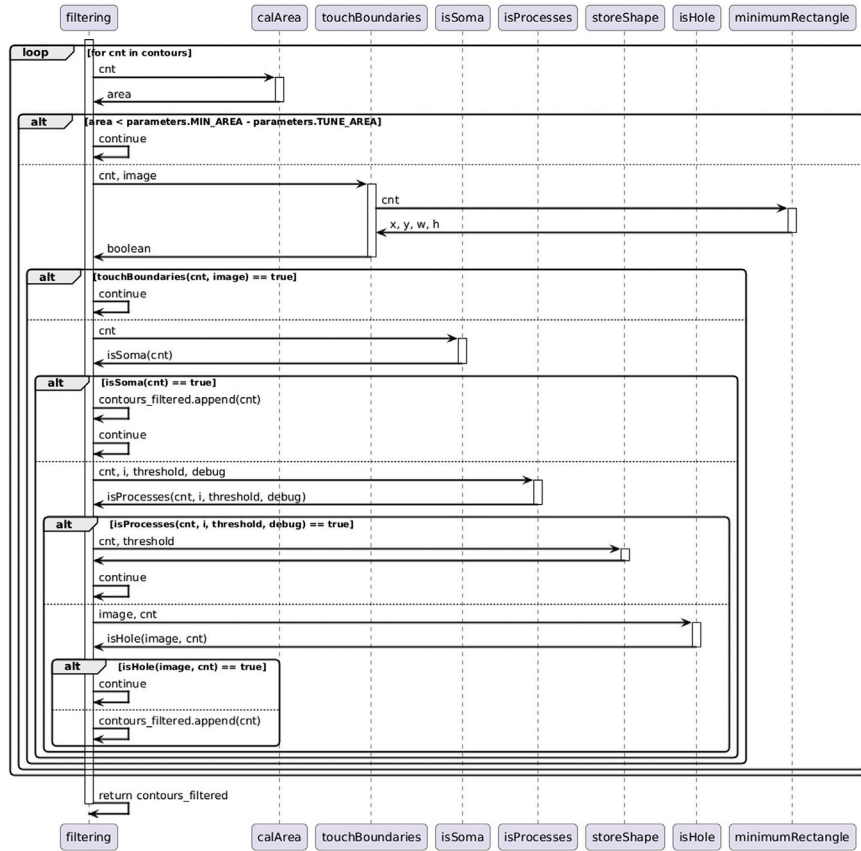 filtering calArea touchBoundaries isSoma isProcesses storeShape isHole minimumRectangle
loop [for cnt in contours]
cnt
area
alt [area < parameters.MIN_AREA - parameters.TUNE_AREA]
continue
cnt, image
cnt
x, y, w, h
boolean
alt [touchBoundaries(cnt, image) == true]
continue
cnt
isSoma(cnt)
alt [isSoma(cnt) == true]
contours_filtered.append(cnt)
continue
cnt, i, threshold, debug
isProcesses(cnt, i, threshold, debug)
alt [isProcesses(cnt, i, threshold, debug) == true]
cnt, threshold
continue
image, cnt
isHole(image, cnt)
alt [isHole(image, cnt) == true]
continue
contours_filtered.append(cnt)
return contours_filtered
filtering calArea touchBoundaries isSoma isProcesses storeShape isHole minimumRectangle